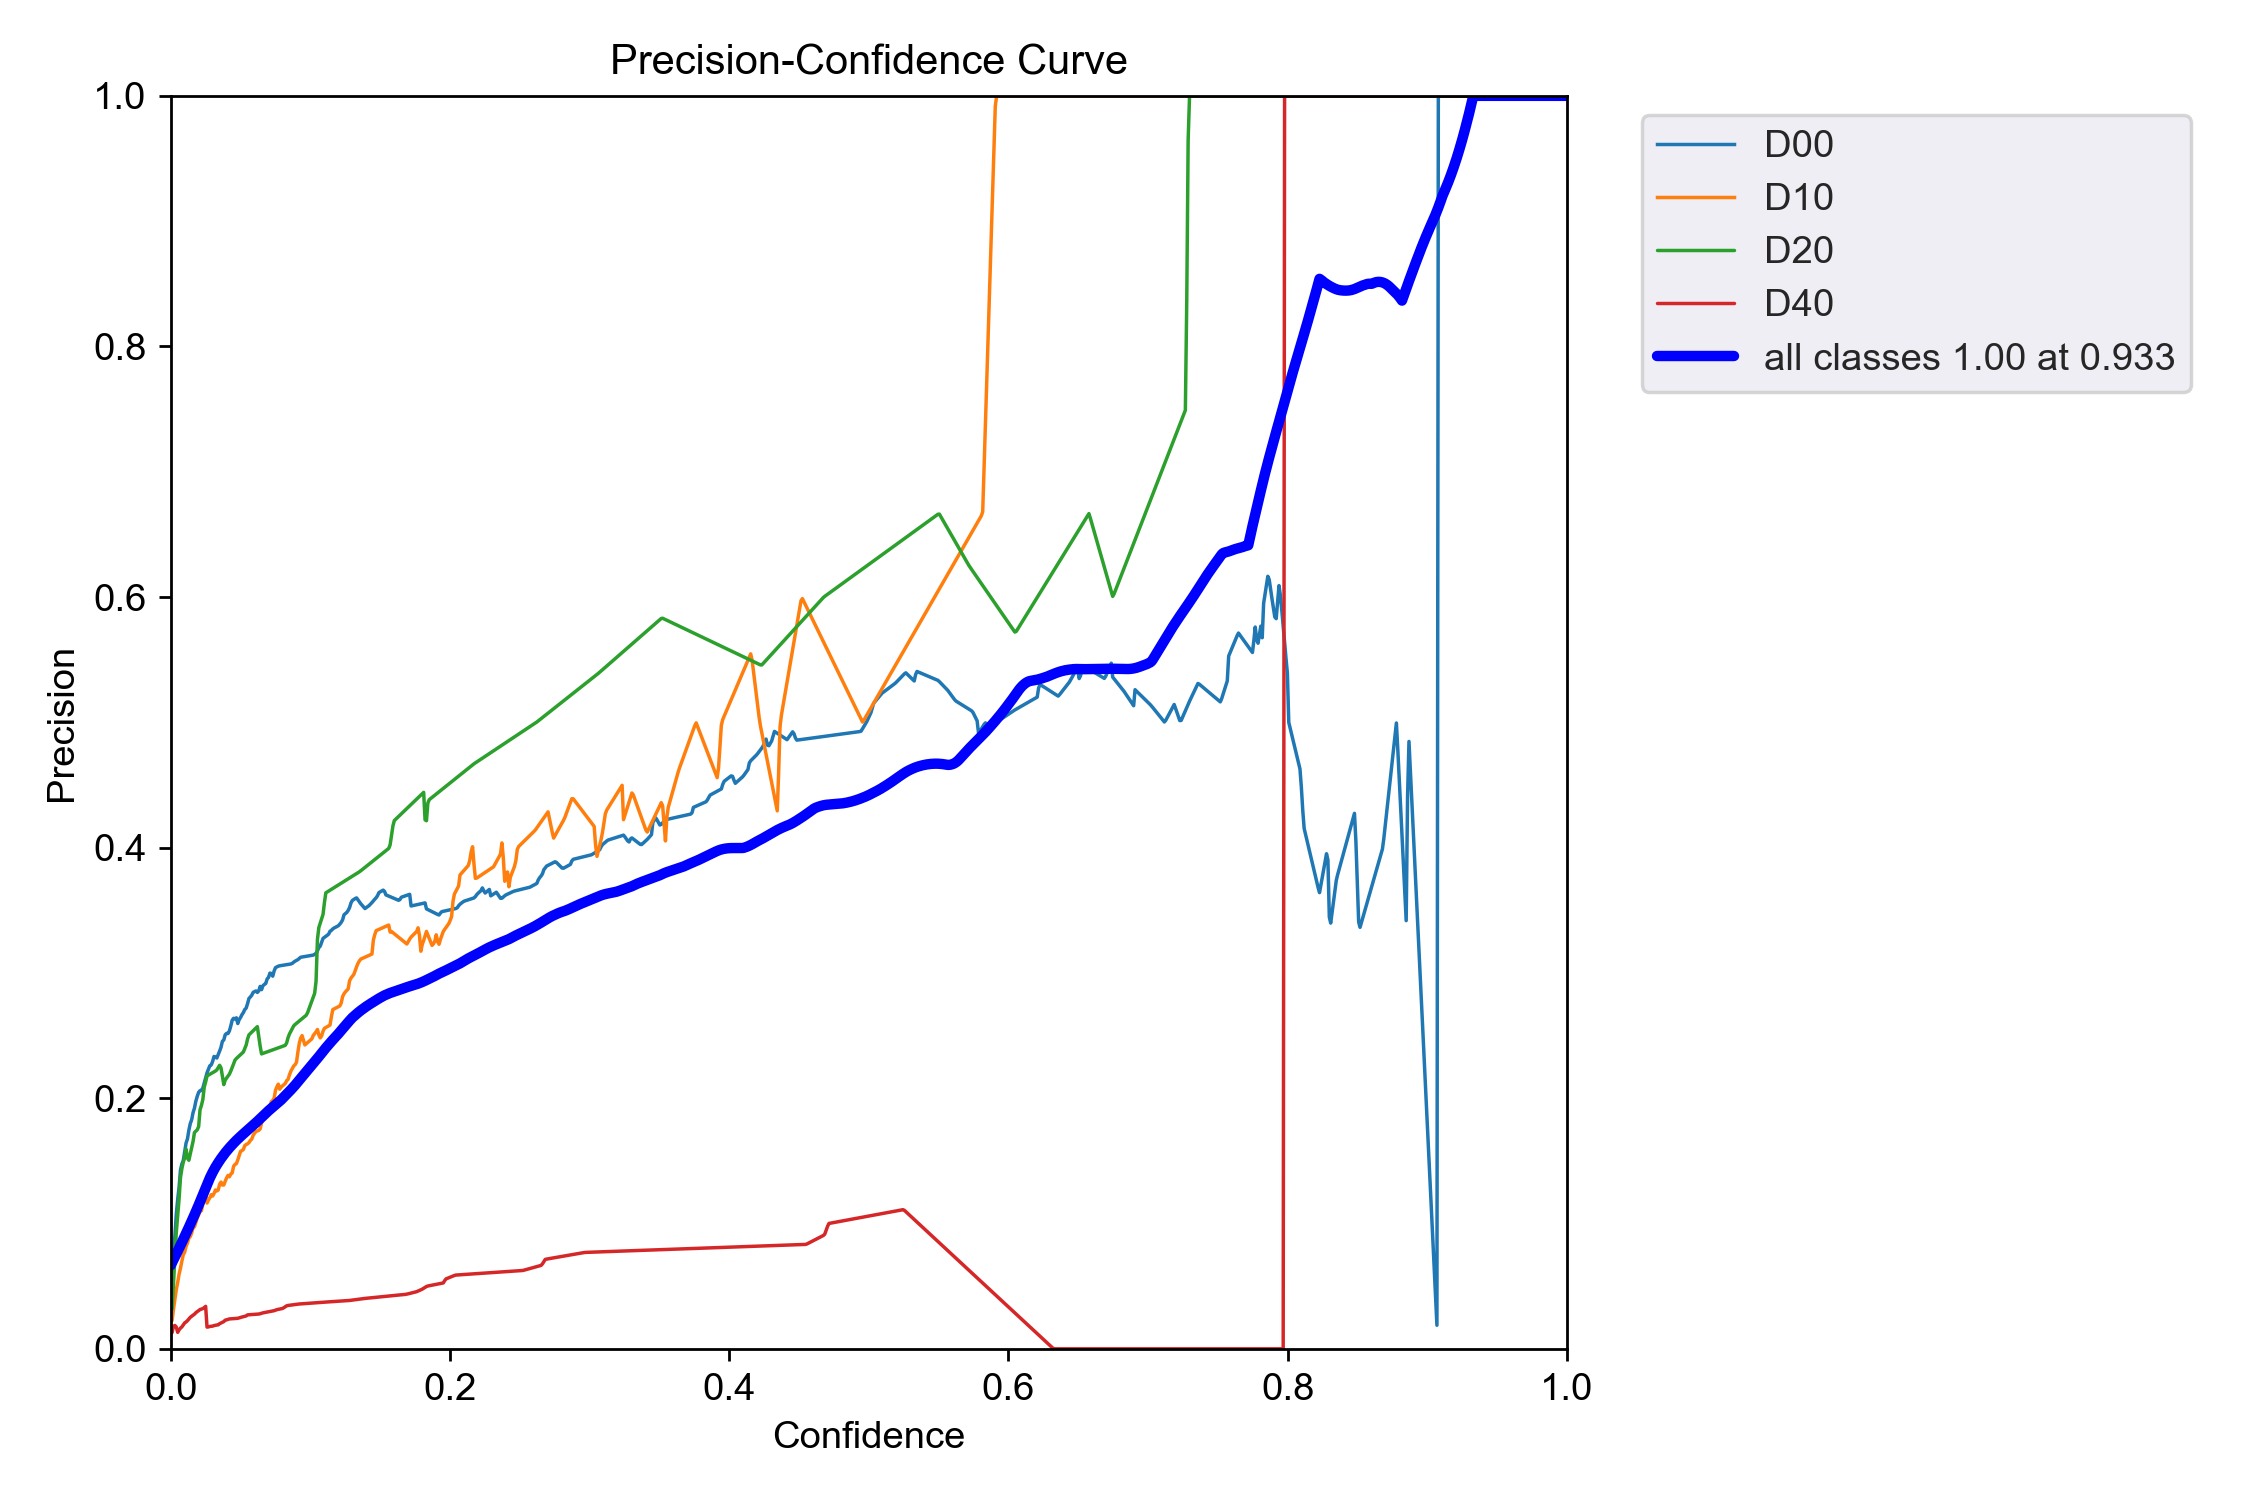 Precision-Confidence Curve
1.0
0.8
0.6
0.4
0.2
0.0
Precision
0.0 0.2 0.4 0.6 0.8 1.0
Confidence
D00
D10
D20
D40
all classes 1.00 at 0.933